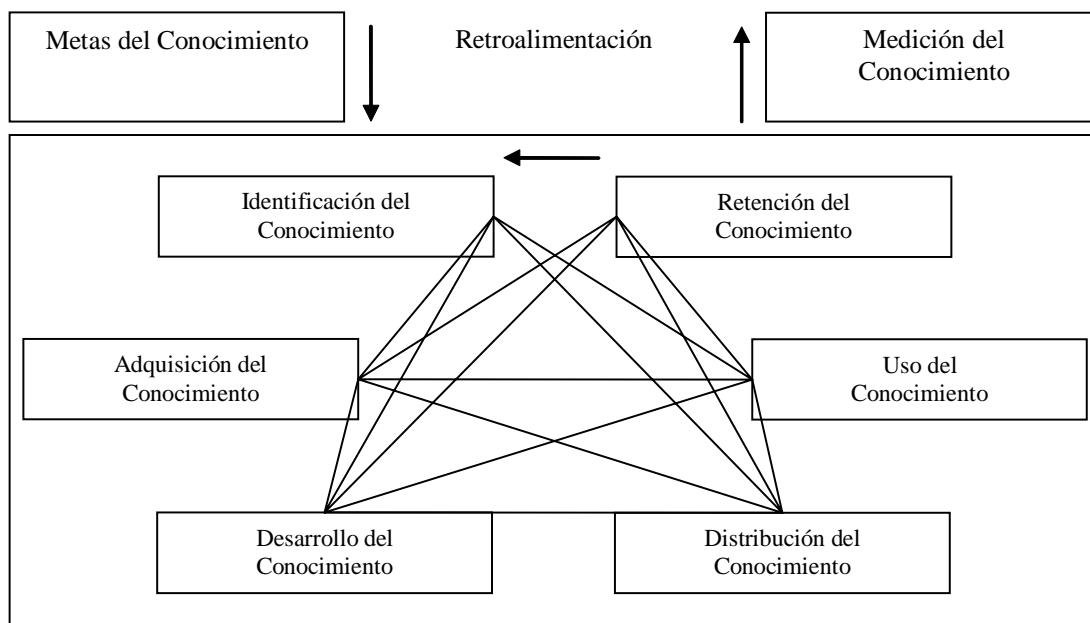 Metas del Conocimiento
Retroalimentación
Medición del
Conocimiento
Identificación del
Conocimiento
Retención del
Conocimiento
Adquisición del
Conocimiento
Uso del
Conocimiento
Desarrollo del
Conocimiento
Distribución del
Conocimiento